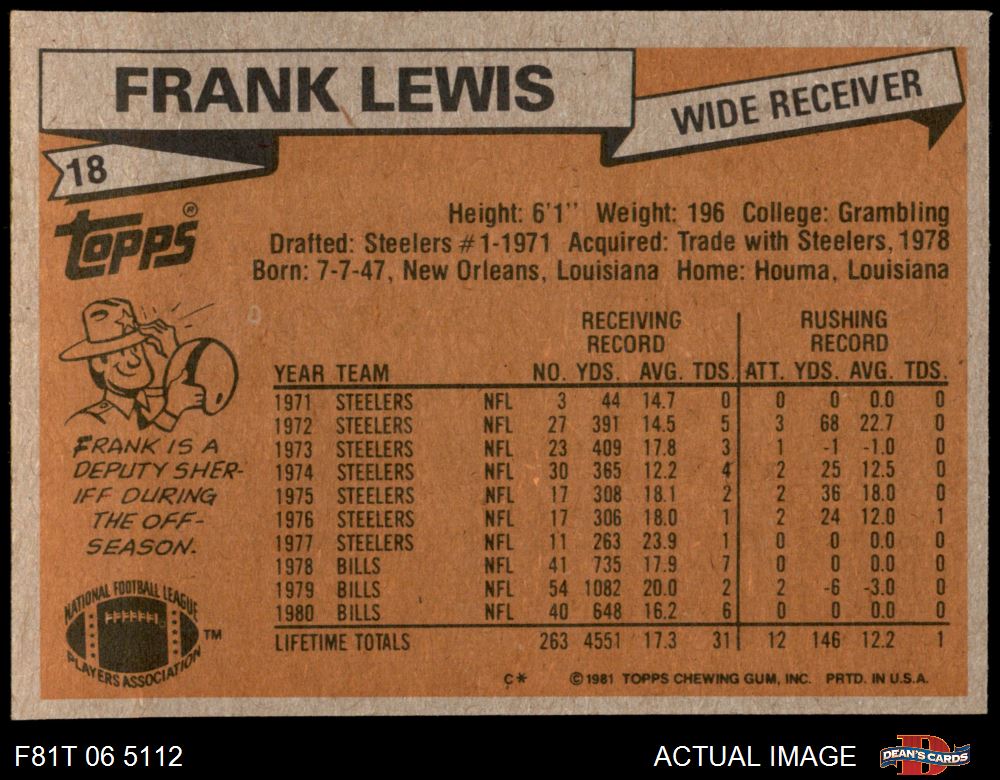 FRANK LEWIS
WIDE RECEIVER
18
topps®
Height: 6'1" Weight: 196 College: Grambling
Drafted: Steelers #1-1971 Acquired: Trade with Steelers, 1978
Born: 7-7-47, New Orleans, Louisiana Home: Houma, Louisiana
RECEIVING RUSHING
RECORD RECORD
YEAR TEAM NO. YDS. AVG. TDS. ATT. YDS. AVG. TDS.
1971 STEELERS NFL 3 44 14.7 0 0 0 0.0 0
1972 STEELERS NFL 27 391 14.5 5 3 68 22.7 0
1973 STEELERS NFL 23 409 17.8 3 1 -1 -1.0 0
1974 STEELERS NFL 30 365 12.2 4 2 25 12.5 0
1975 STEELERS NFL 17 308 18.1 2 2 36 18.0 0
1976 STEELERS NFL 17 306 18.0 1 2 24 12.0 1
1977 STEELERS NFL 11 263 23.9 1 0 0 0.0 0
1978 BILLS NFL 41 735 17.9 7 0 0 0.0 0
1979 BILLS NFL 54 1082 20.0 2 2 -6 -3.0 0
1980 BILLS NFL 40 648 16.2 6 0 0 0.0 0
LIFETIME TOTALS 263 4551 17.3 31 12 146 12.2 1
FRANK IS A
DEPUTY SHER-
IFF DURING
THE OFF-
SEASON.
NATIONAL FOOTBALL LEAGUE
PLAYERS ASSOCIATION
TM
C* ©1981 TOPPS CHEWING GUM, INC. PRTD. IN U.S.A.
F81T 06 5112
ACTUAL IMAGE
DEAN'S CARDS